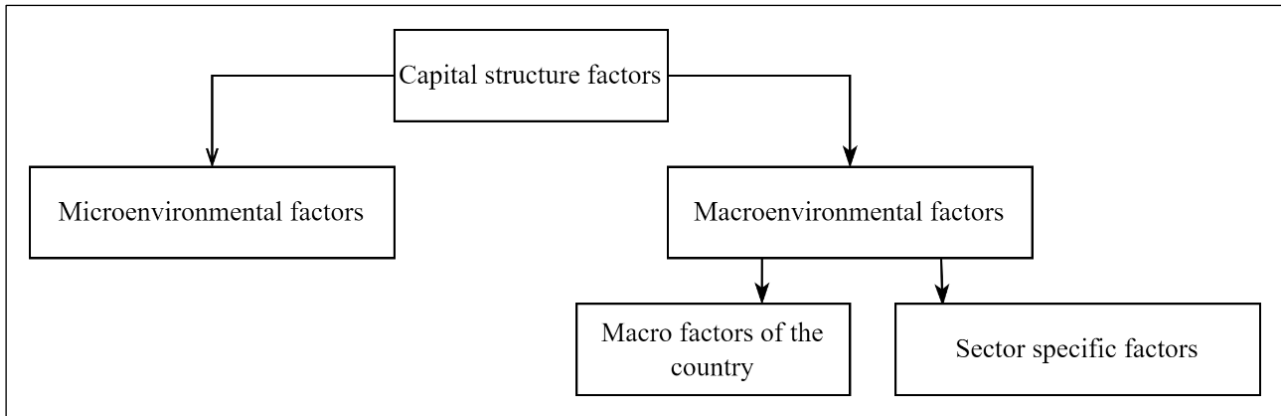 Capital structure factors
Microenvironmental factors
Macroenvironmental factors
Macro factors of the
country
Sector specific factors